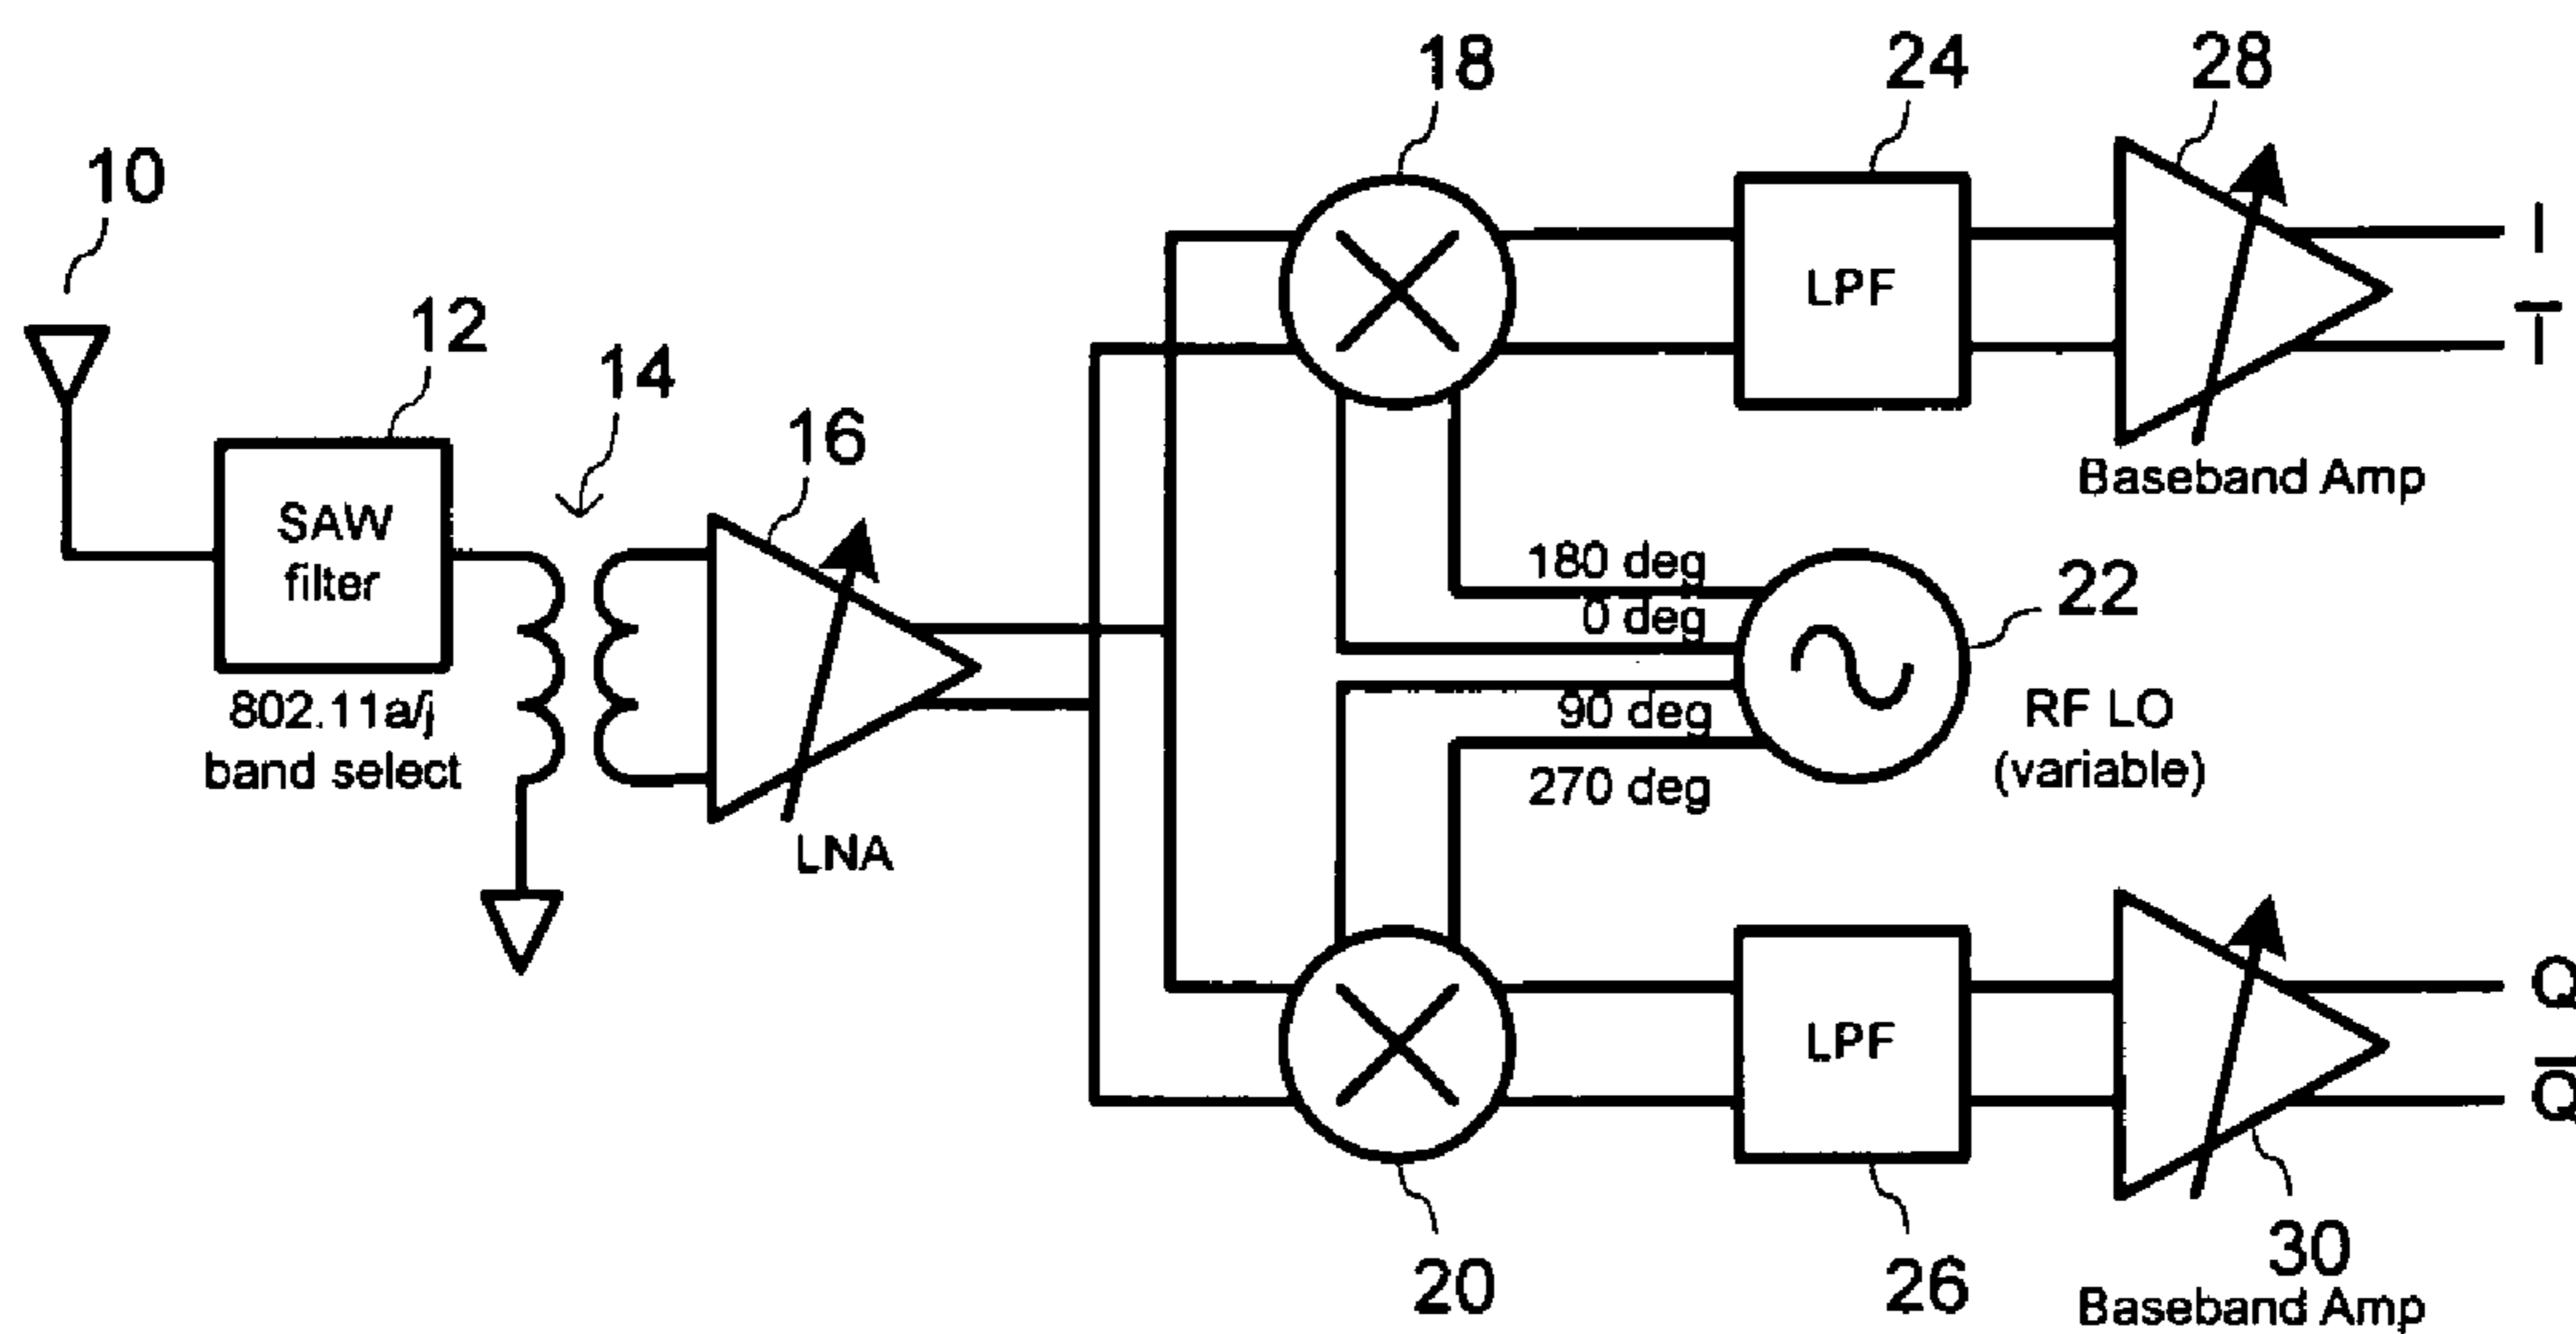 10
12
14
16
18
24
28
SAW
filter
802.11a/j
band select
LNA
LPF
Baseband Amp
I
I̅
180 deg
0 deg
90 deg
270 deg
22
RF LO
(variable)
LPF
Q
Q̅
20
26
30
Baseband Amp